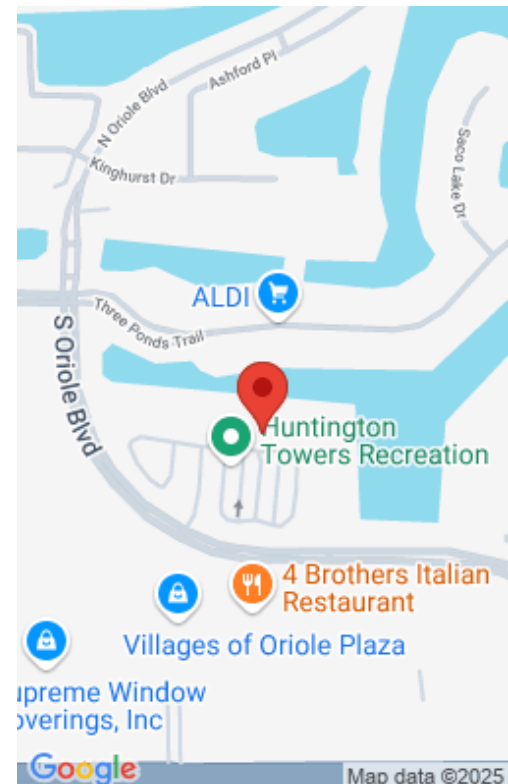 Ashford Pl
N Oriole Blvd
Kinghurst Dr
Saco Lake Dr
ALDI
Three Ponds Trail
S Oriole Blvd
Huntington
Towers Recreation
4 Brothers Italian
Restaurant
Villages of Oriole Plaza
upreme Window
overings, Inc
Google
Map data ©2025